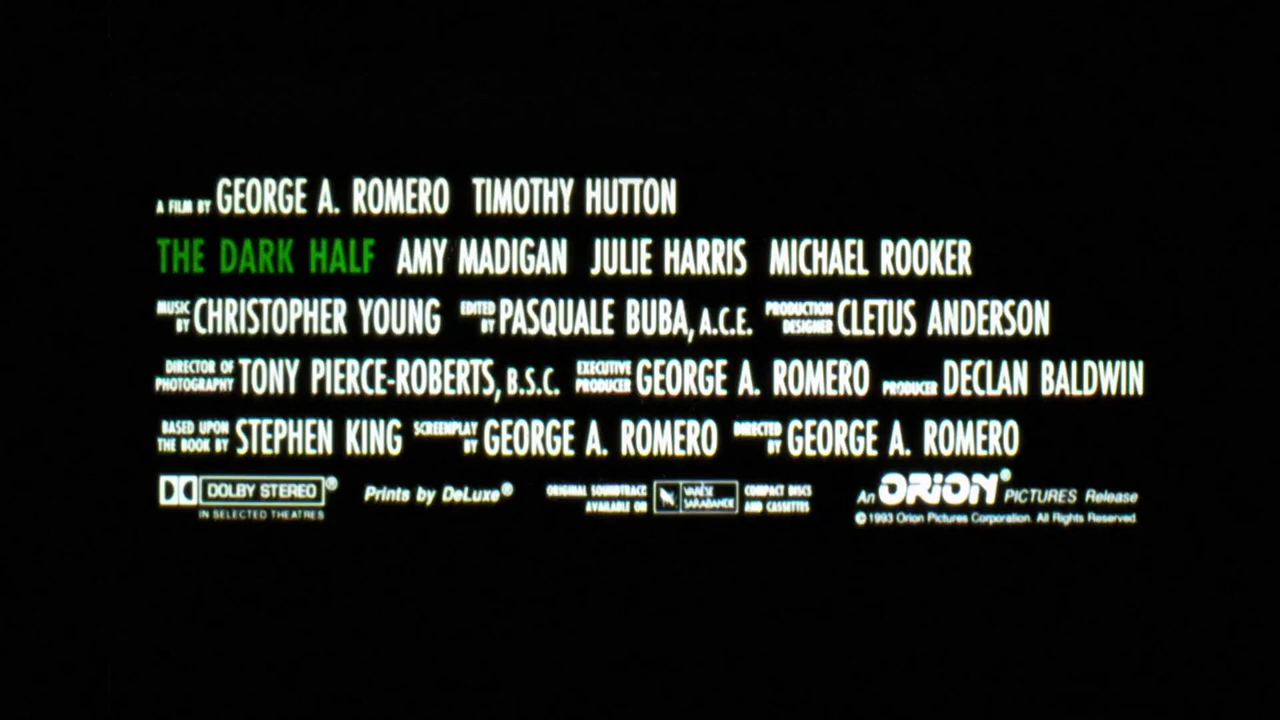 A FILM BY GEORGE A. ROMERO TIMOTHY HUTTON
THE DARK HALF AMY MADIGAN JULIE HARRIS MICHAEL ROOKER
MUSIC BY CHRISTOPHER YOUNG EDITED BY PASQUALE BUBA, A.C.E. PRODUCTION DESIGNER CLETUS ANDERSON
DIRECTOR OF PHOTOGRAPHY TONY PIERCE-ROBERTS, B.S.C. EXECUTIVE PRODUCER GEORGE A. ROMERO PRODUCER DECLAN BALDWIN
BASED UPON THE BOOK BY STEPHEN KING SCREENPLAY BY GEORGE A. ROMERO DIRECTED BY GEORGE A. ROMERO
DOLBY STEREO® IN SELECTED THEATRES Prints by DeLuxe® ORIGINAL SOUNDTRACK AVAILABLE ON VARÈSE SARABANDE COMPACT DISCS AND CASSETTES An ORION® PICTURES Release
© 1993 Orion Pictures Corporation. All Rights Reserved.